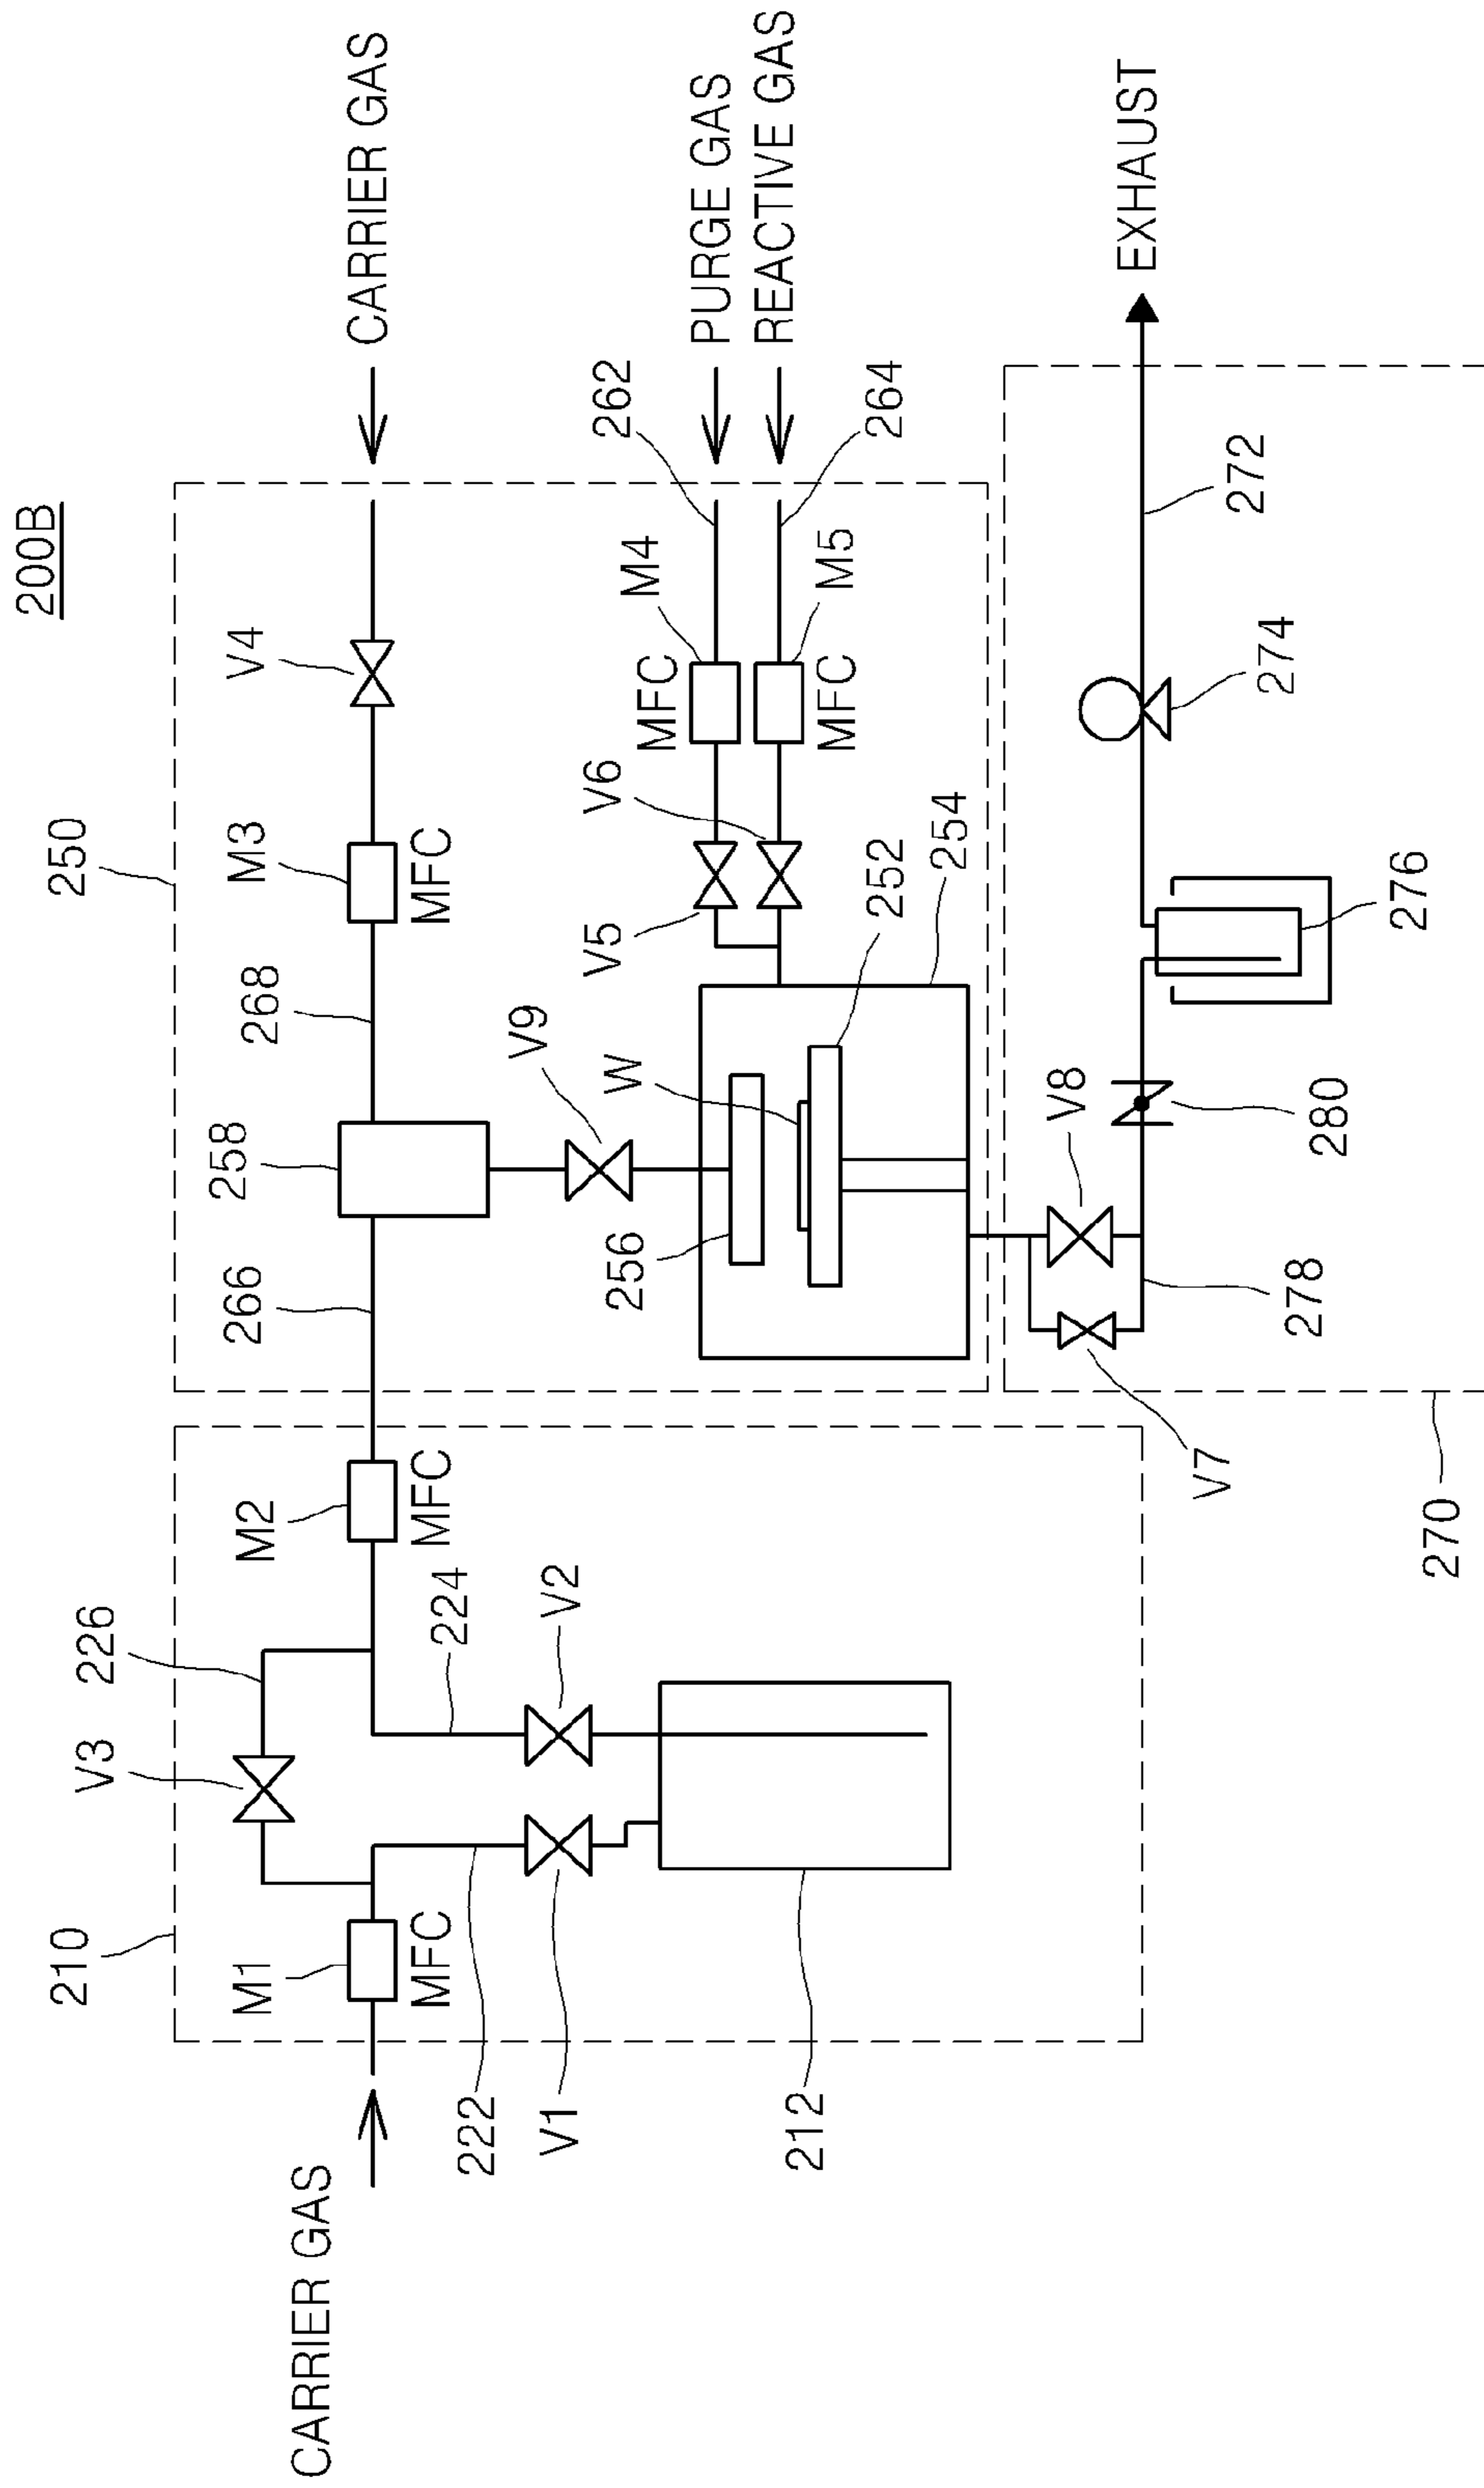 200B
250
210
226
V3
M1
MFC
CARRIER GAS
222
V1
212
224
V2
M2
MFC
266
258
268
M3
MFC
V4
CARRIER GAS
V9
W
256
V5
V6
MFC
M4
262
PURGE GAS
REACTIVE GAS
MFC
M5
264
252
254
V7
V8
278
280
276
274
272
EXHAUST
270